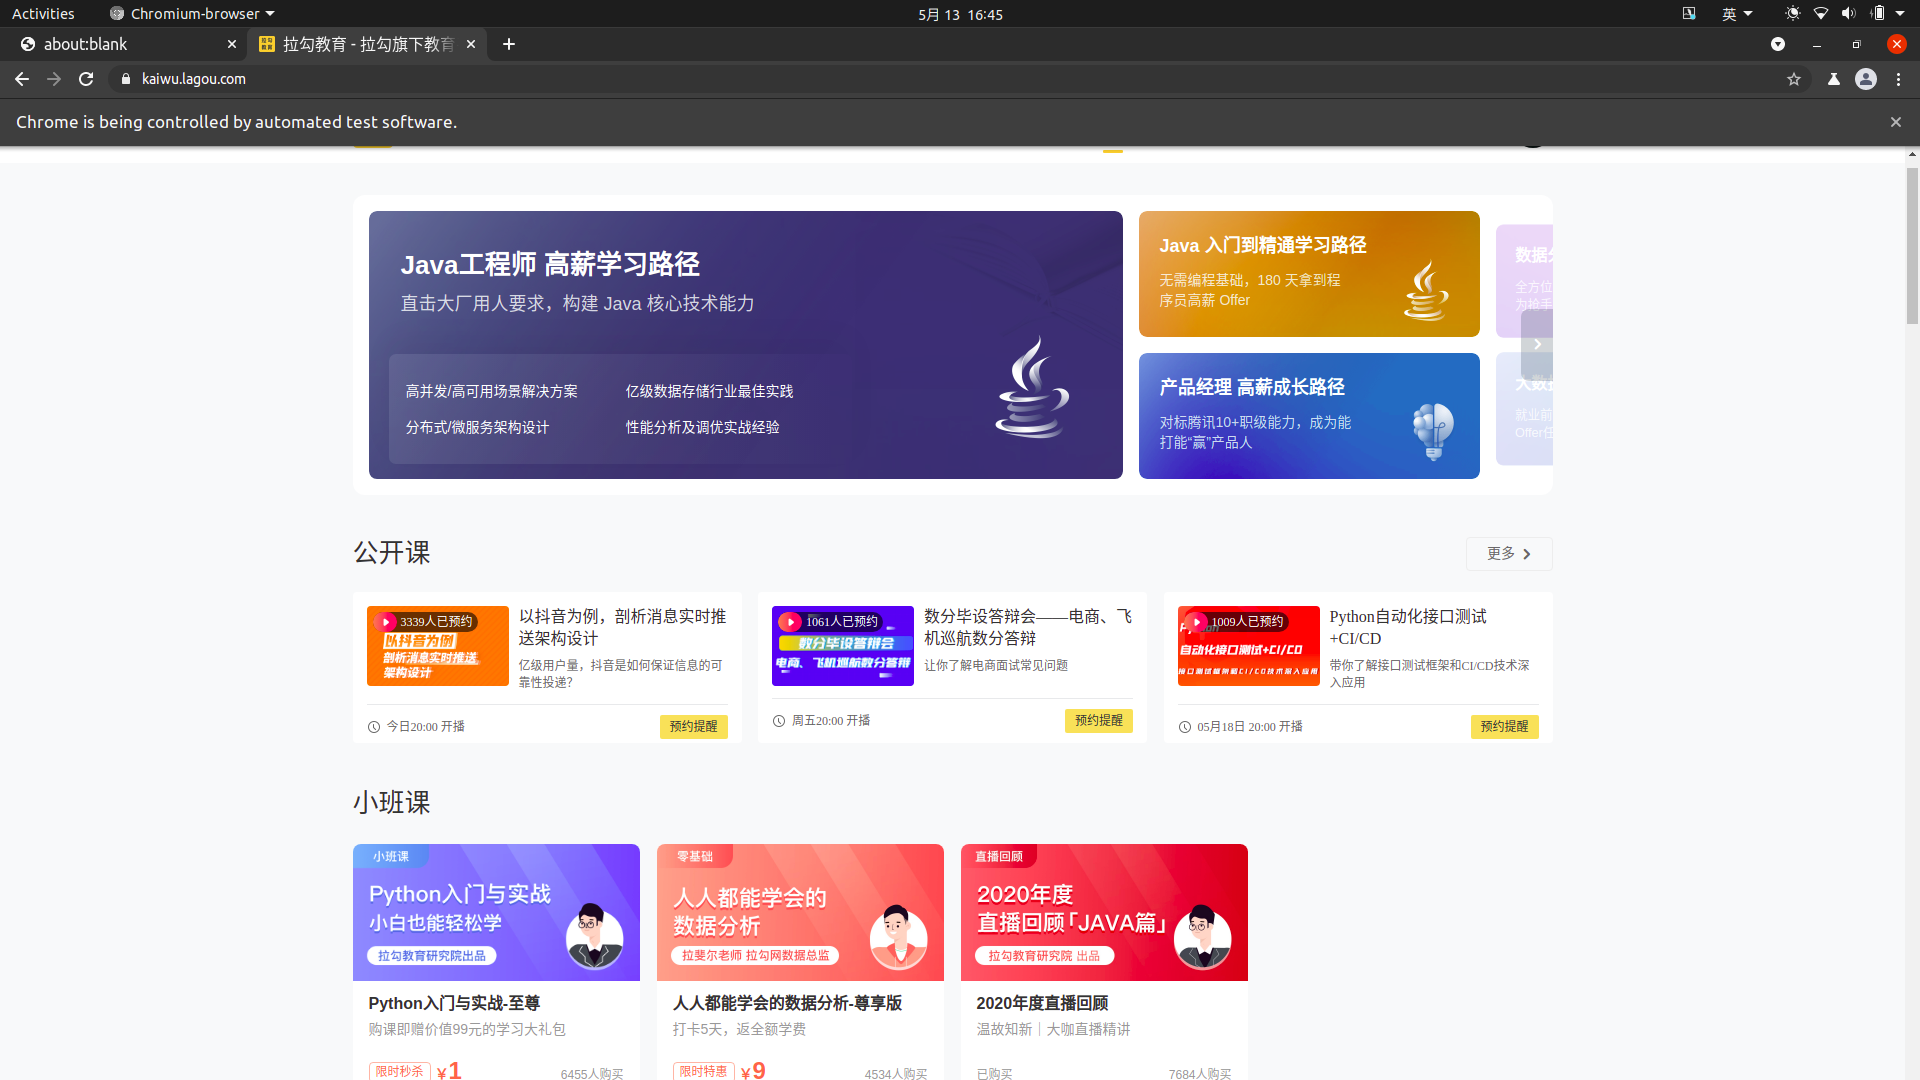 Activities
Chromium-browser
5月 13 16:45
英
about:blank
拉勾教育 - 拉勾旗下教育
kaiwu.lagou.com
Chrome is being controlled by automated test software.
Java工程师 高薪学习路径
直击大厂用人要求，构建 Java 核心技术能力
高并发/高可用场景解决方案
亿级数据存储行业最佳实践
分布式/微服务架构设计
性能分析及调优实战经验
Java 入门到精通学习路径
无需编程基础，180 天拿到程
序员高薪 Offer
产品经理 高薪成长路径
对标腾讯10+职级能力，成为能
打能“赢”产品人
数据分
全方位
为抢手
大数据
就业前
Offer任
公开课
更多
3339人已预约
以抖音为例
剖析消息实时推送
架构设计
以抖音为例，剖析消息实时推
送架构设计
亿级用户量，抖音是如何保证信息的可
靠性投递？
今日20:00 开播
预约提醒
1061人已预约
数分毕设答辩会
电商、飞机巡航数分答辩
数分毕设答辩会——电商、飞
机巡航数分答辩
让你了解电商面试常见问题
周五20:00 开播
预约提醒
1009人已预约
Python
自动化接口测试+CI/CD
接口测试框架和CI/CD技术深入应用
Python自动化接口测试
+CI/CD
带你了解接口测试框架和CI/CD技术深
入应用
05月18日 20:00 开播
预约提醒
小班课
小班课
Python入门与实战
小白也能轻松学
拉勾教育研究院出品
Python入门与实战-至尊
购课即赠价值99元的学习大礼包
限时秒杀 ￥1
6455人购买
零基础
人人都能学会的
数据分析
拉斐尔老师 拉勾网数据总监
人人都能学会的数据分析-尊享版
打卡5天，返全额学费
限时特惠 ￥9
4534人购买
直播回顾
2020年度
直播回顾「JAVA篇」
拉勾教育研究院 出品
2020年度直播回顾
温故知新｜大咖直播精讲
已购买
7684人购买